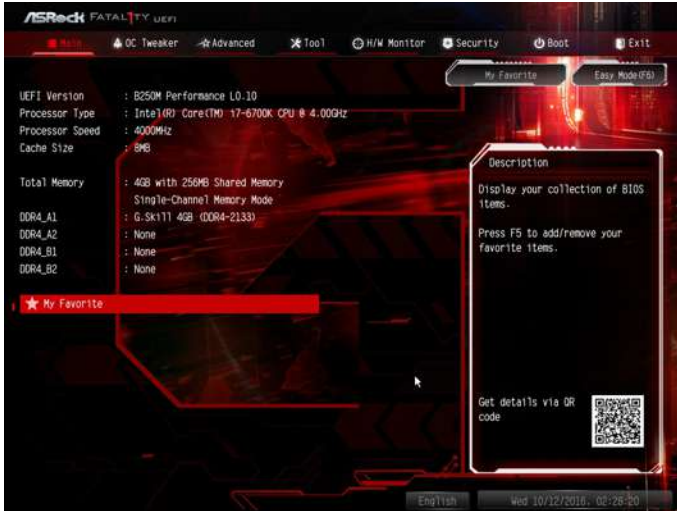 ASRock FATAL1TY UEFI
Main OC Tweaker Advanced Tool H/W Monitor Security Boot Exit
My Favorite Easy Mode(F6)
UEFI Version : B250M Performance L0.10
Processor Type : Intel(R) Core(TM) i7-6700K CPU @ 4.00GHz
Processor Speed : 4000MHz
Cache Size : 8MB
Total Memory : 4GB with 256MB Shared Memory
Single-Channel Memory Mode
DDR4_A1 : G.Skill 4GB (DDR4-2133)
DDR4_A2 : None
DDR4_B1 : None
DDR4_B2 : None
My Favorite
Description
Display your collection of BIOS
items.
Press F5 to add/remove your
favorite items.
Get details via QR
code
English Wed 10/12/2016. 02:28:20